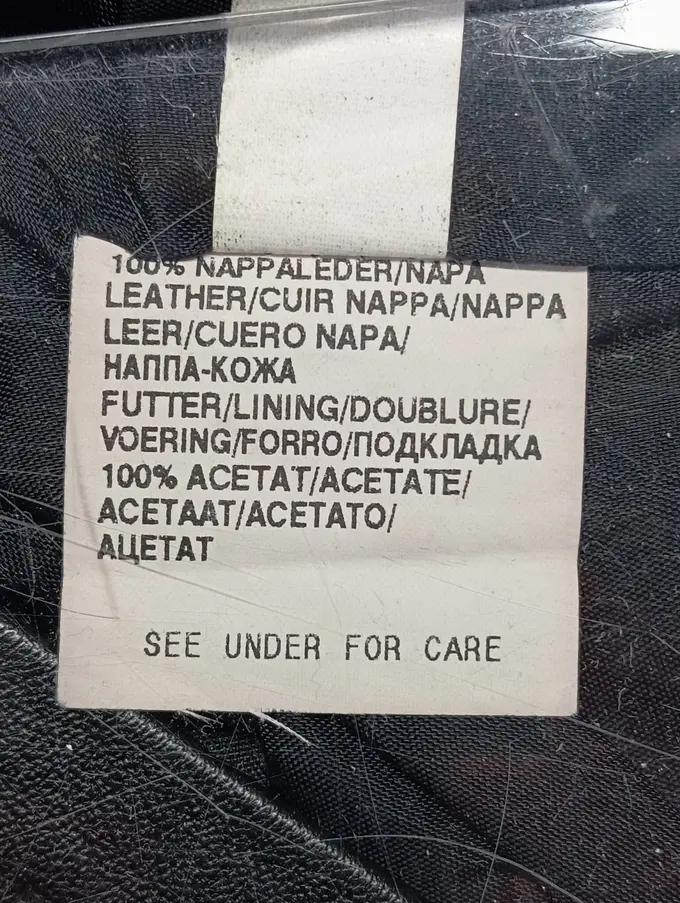 100% NAPPALEDER/NAPA
LEATHER/CUIR NAPPA/NAPPA
LEER/CUERO NAPA/
НАППА-КОЖА
FUTTER/LINING/DOUBLURE/
VOERING/FORRO/ПОДКЛАДКА
100% ACETAT/ACETATE/
ACETAAT/ACETATO/
АЦЕТАТ
SEE UNDER FOR CARE